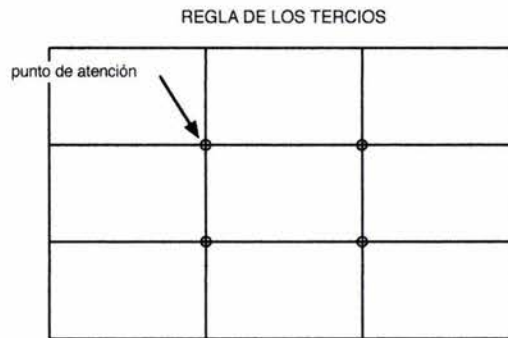 REGLA DE LOS TERCIOS
punto de atención